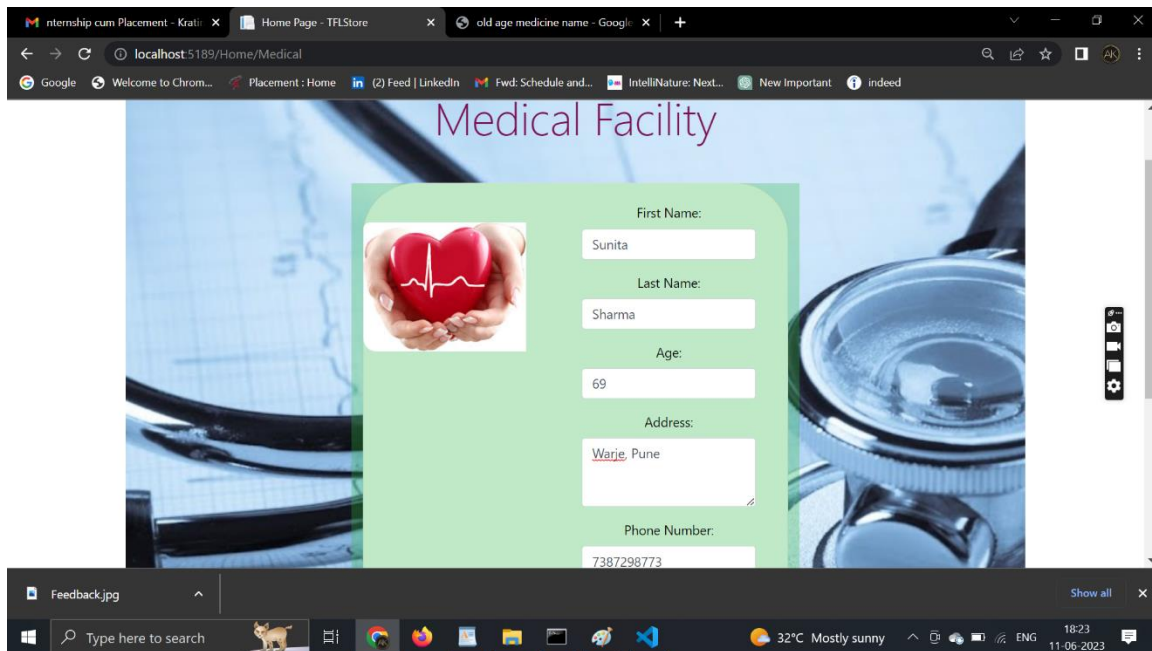 nternship cum Placement - Krati
Home Page - TFLStore
old age medicine name - Google
localhost:5189/Home/Medical
AK
Google
Welcome to Chrom...
Placement : Home
(2) Feed | LinkedIn
Fwd: Schedule and...
IntelliNature: Next...
New Important
indeed
Medical Facility
First Name:
Sunita
Last Name:
Sharma
Age:
69
Address:
Warje, Pune
Phone Number:
7387298773
Feedback.jpg
Show all
Type here to search
32°C Mostly sunny
ENG
18:23
11-06-2023